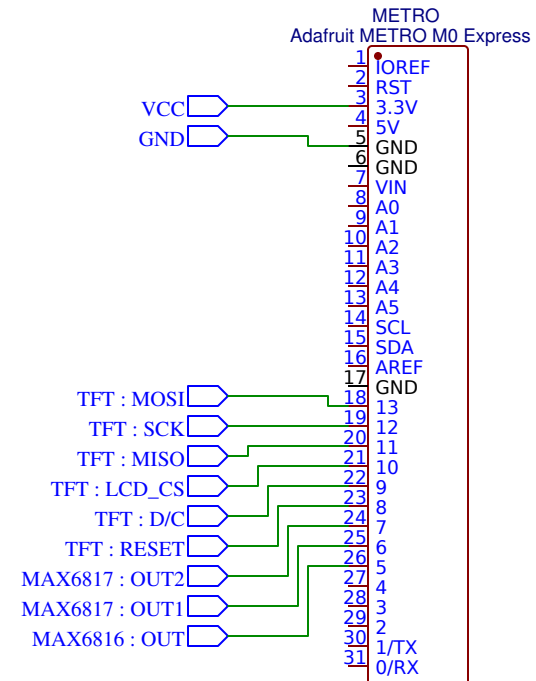 METRO
Adafruit METRO M0 Express
1 IOREF
2 RST
VCC 3 3.3V
4 5V
GND 5 GND
6 GND
7 VIN
8 A0
9 A1
10 A2
11 A3
12 A4
13 A5
14 SCL
15 SDA
16 AREF
17 GND
TFT : MOSI 18 13
TFT : SCK 19 12
TFT : MISO 20 11
TFT : LCD_CS 21 10
TFT : D/C 22 9
TFT : RESET 23 8
MAX6817 : OUT2 24 7
MAX6817 : OUT1 25 6
MAX6816 : OUT 26 5
27 4
28 3
29 2
30 1/TX
31 0/RX